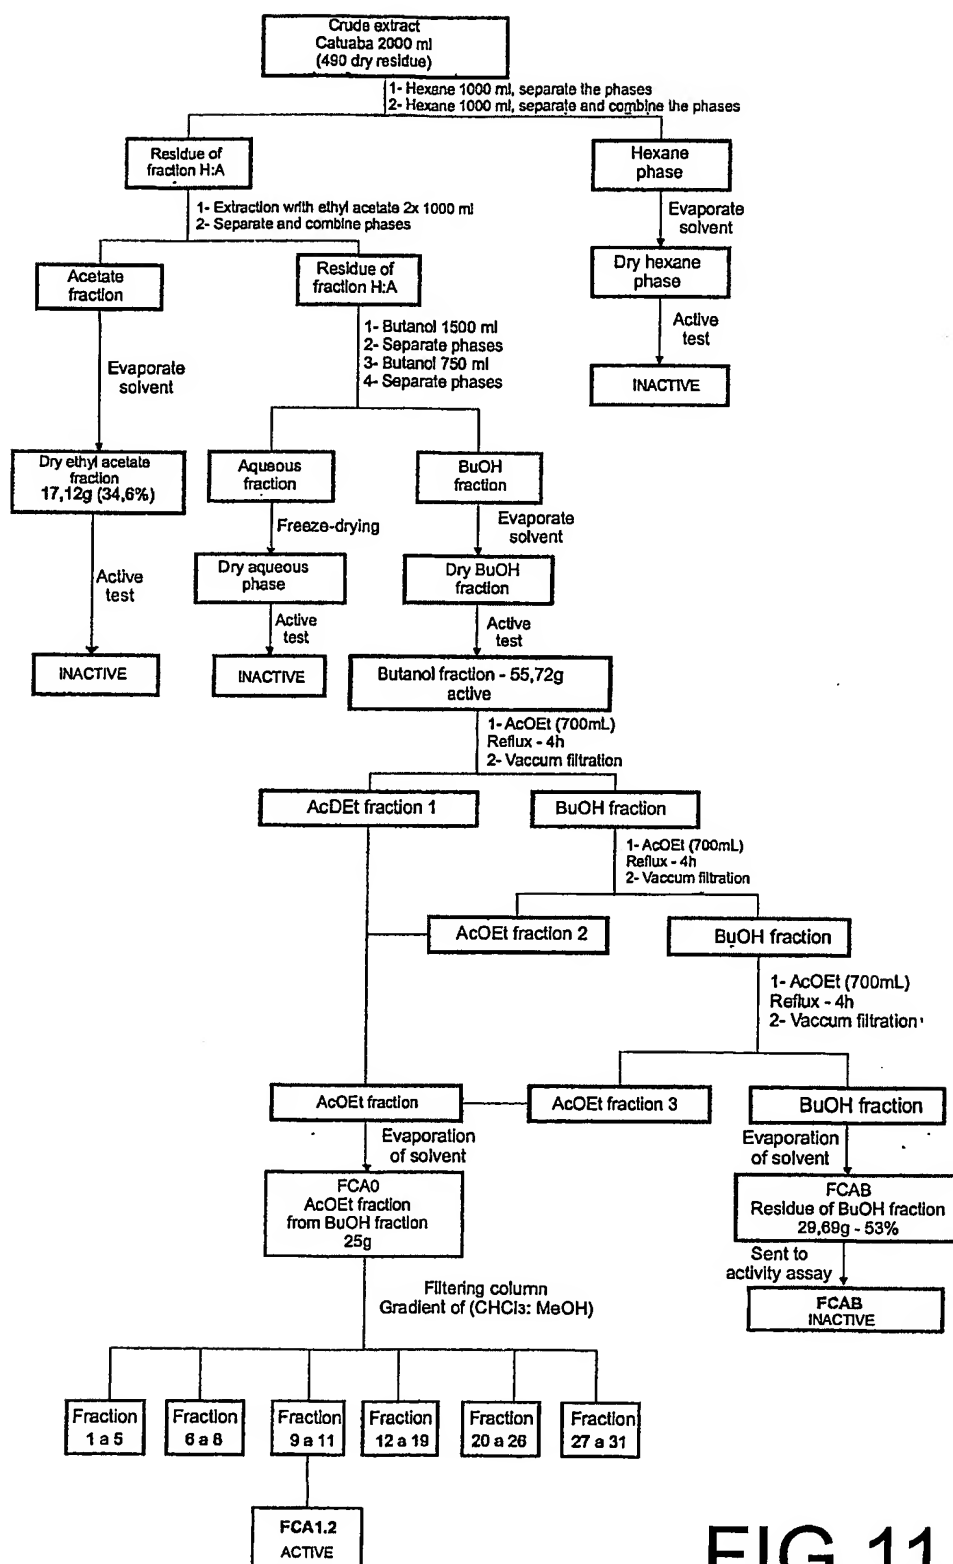 Crude extract
Catuaba 2000 ml
(490 dry residue)
1- Hexane 1000 ml, separate the phases
2- Hexane 1000 ml, separate and combine the phases
Residue of
fraction H:A
Hexane
phase
1- Extraction with ethyl acetate 2x 1000 ml
2- Separate and combine phases
Evaporate
solvent
Acetate
fraction
Residue of
fraction H:A
Dry hexane
phase
1- Butanol 1500 ml
2- Separate phases
3- Butanol 750 ml
4- Separate phases
Active
test
Evaporate
solvent
INACTIVE
Dry ethyl acetate
fraction
17,12g (34,6%)
Aqueous
fraction
BuOH
fraction
Freeze-drying
Evaporate
solvent
Active
test
Dry aqueous
phase
Dry BuOH
fraction
Active
test
Active
test
INACTIVE
INACTIVE
Butanol fraction - 55,72g
active
1- AcOEt (700mL)
Reflux - 4h
2- Vaccum filtration
AcDEt fraction 1
BuOH fraction
1- AcOEt (700mL)
Reflux - 4h
2- Vaccum filtration
AcOEt fraction 2
BuOH fraction
1- AcOEt (700mL)
Reflux - 4h
2- Vaccum filtration
AcOEt fraction
AcOEt fraction 3
BuOH fraction
Evaporation
of solvent
Evaporation
of solvent
FCA0
AcOEt fraction
from BuOH fraction
25g
FCAB
Residue of BuOH fraction
29,69g - 53%
Sent to
activity assay
Filtering column
Gradient of (CHCl3: MeOH)
FCAB
INACTIVE
Fraction
1 a 5
Fraction
6 a 8
Fraction
9 a 11
Fraction
12 a 19
Fraction
20 a 26
Fraction
27 a 31
FCA1.2
ACTIVE
FIG.11